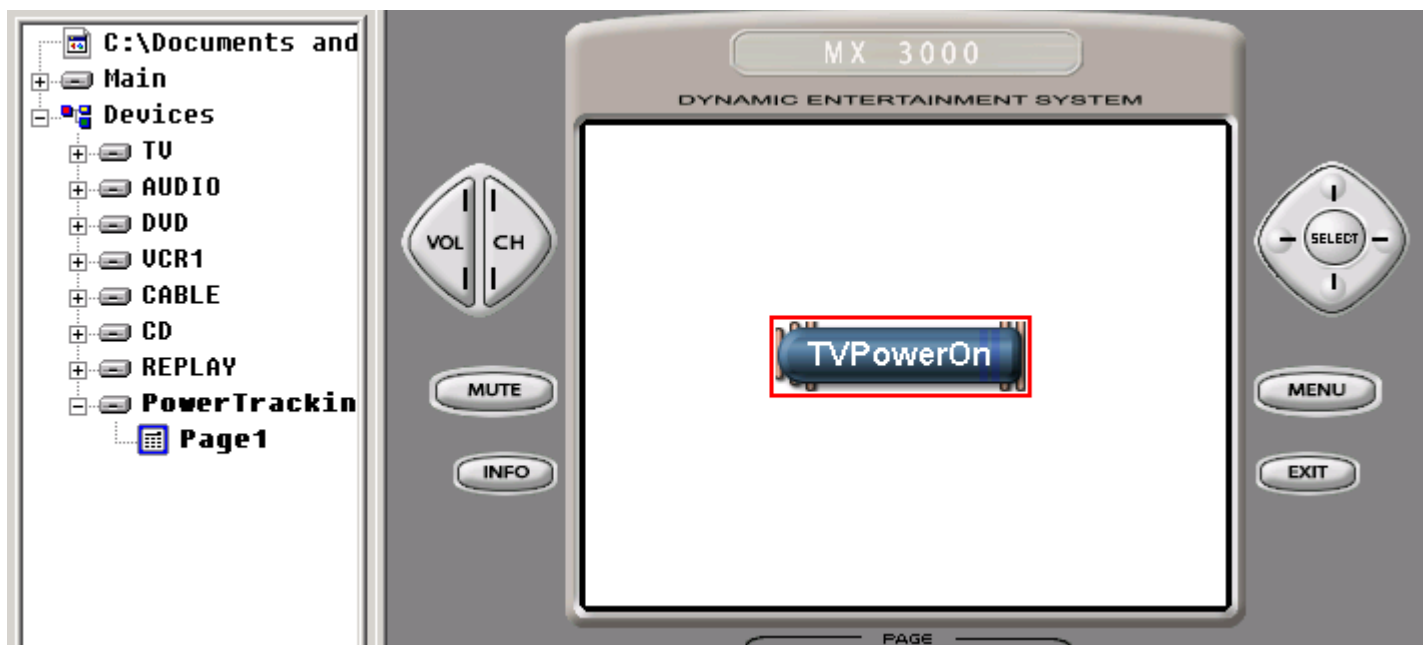 C:\Documents and
Main
Devices
TV
AUDIO
DVD
VCR1
CABLE
CD
REPLAY
PowerTrackin
Page1
MX 3000
DYNAMIC ENTERTAINMENT SYSTEM
VOL CH
SELECT
TVPowerOn
MUTE
MENU
INFO
EXIT
PAGE